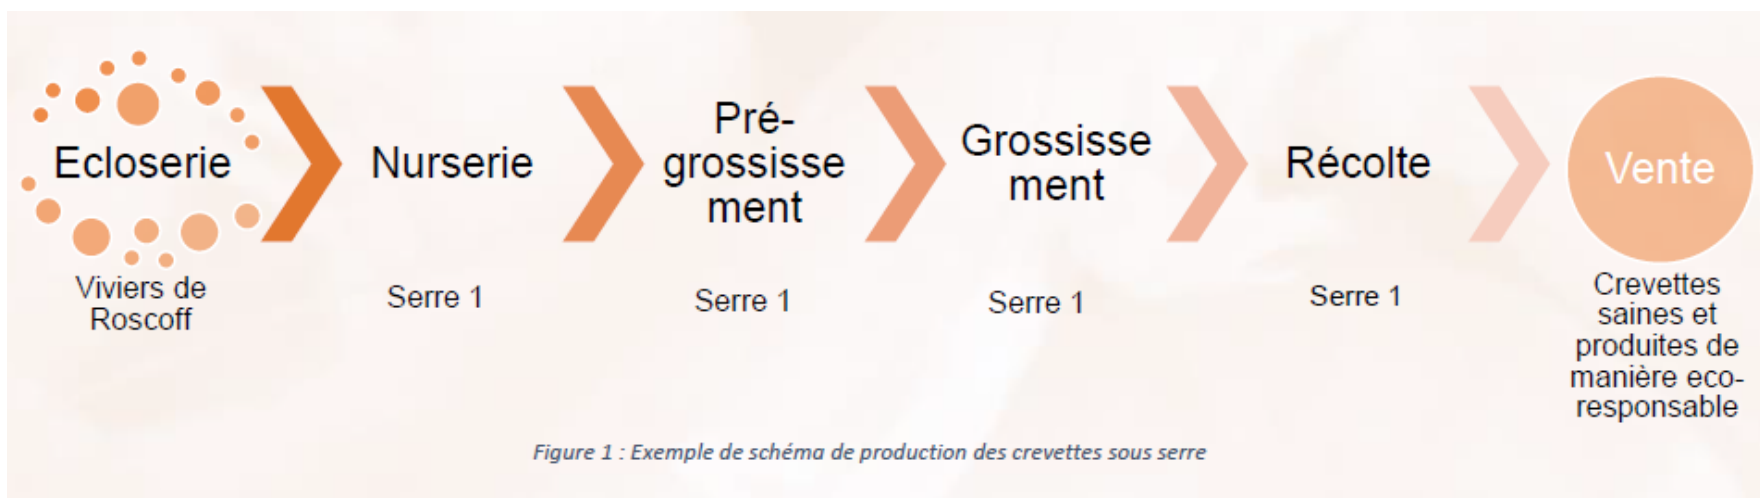 Ecloserie
Viviers de
Roscoff
Nurserie
Serre 1
Pré-
grossisse
ment
Serre 1
Grossisse
ment
Serre 1
Récolte
Serre 1
Vente
Crevettes
saines et
produites de
manière eco-
responsable
Figure 1 : Exemple de schéma de production des crevettes sous serre